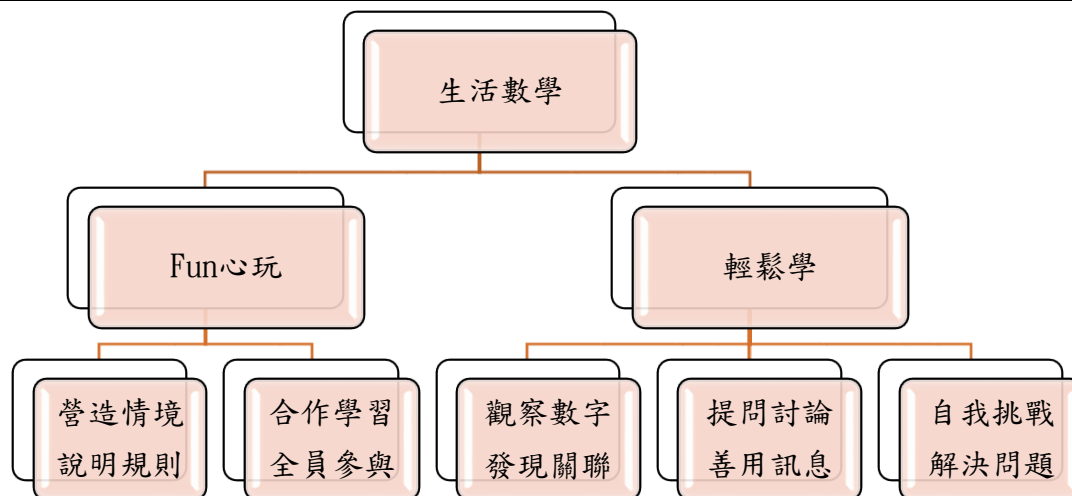 生活數學
Fun心玩
輕鬆學
營造情境
說明規則
合作學習
全員參與
觀察數字
發現關聯
提問討論
善用訊息
自我挑戰
解決問題